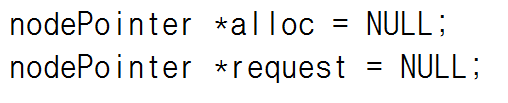 nodePointer *alloc = NULL;
nodePointer *request = NULL;